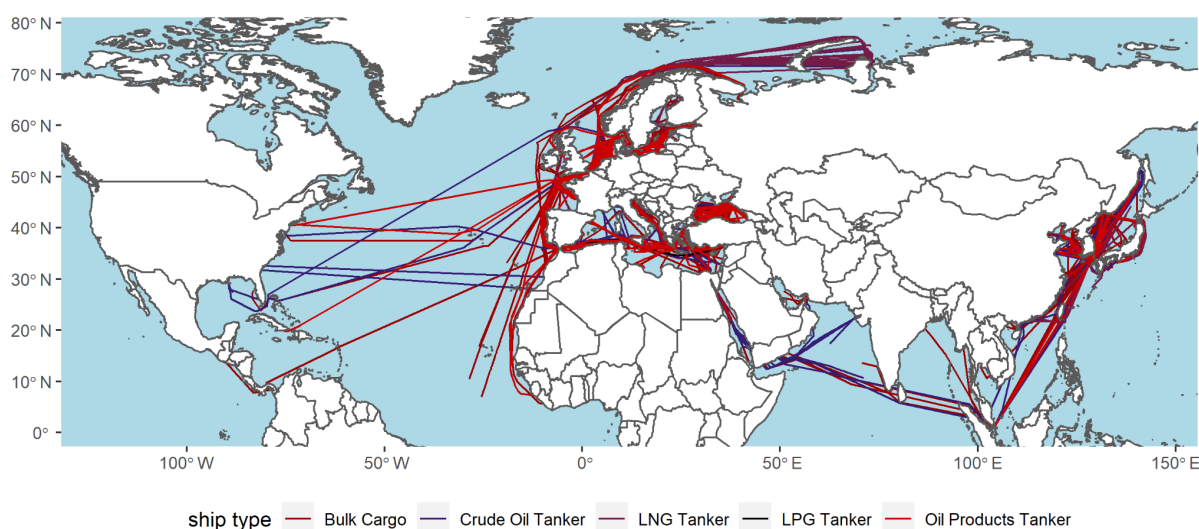 80° N
70° N
60° N
50° N
40° N
30° N
20° N
10° N
0°
100° W
50° W
0°
50° E
100° E
150° E
ship type
Bulk Cargo
Crude Oil Tanker
LNG Tanker
LPG Tanker
Oil Products Tanker